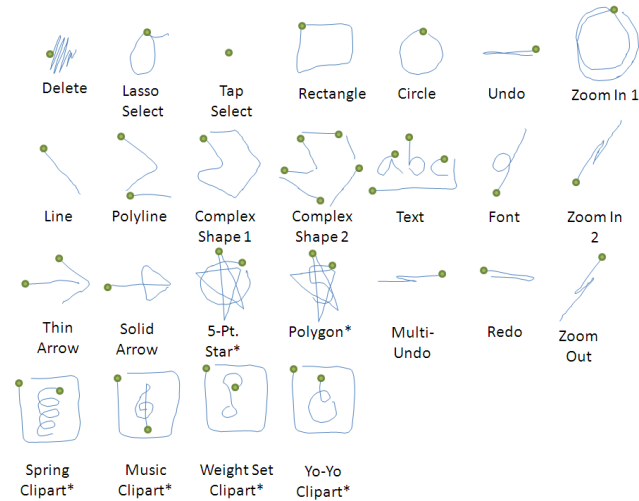 Delete
Lasso
Select
Tap
Select
Rectangle
Circle
Undo
Zoom In 1
Line
Polyline
Complex
Shape 1
Complex
Shape 2
abc
Text
Font
Zoom In
2
Thin
Arrow
Solid
Arrow
5-Pt.
Star*
Polygon*
Multi-
Undo
Redo
Zoom
Out
Spring
Clipart*
Music
Clipart*
Weight Set
Clipart*
Yo-Yo
Clipart*